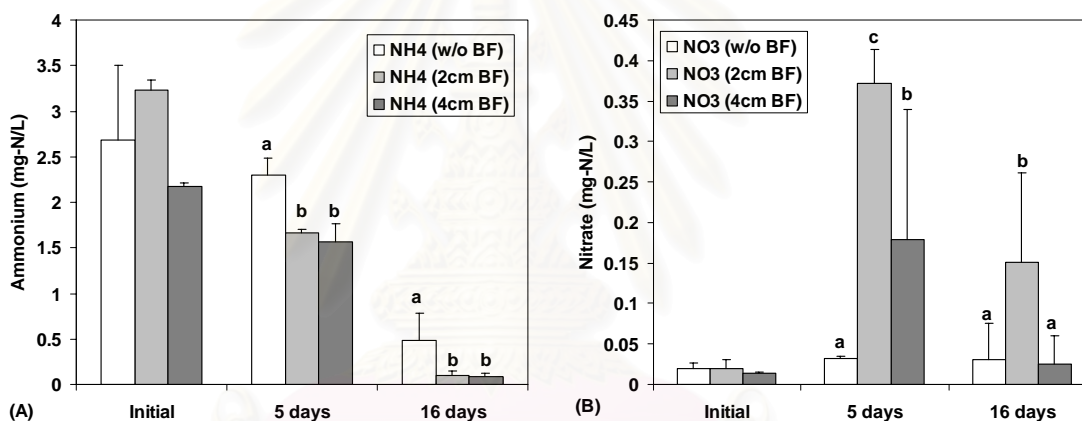 4
3.5
3
2.5
2
1.5
1
0.5
0
Ammonium (mg-N/L)
NH4 (w/o BF)
NH4 (2cm BF)
NH4 (4cm BF)
a
b b
a
b b
(A) Initial 5 days 16 days
0.45
0.4
0.35
0.3
0.25
0.2
0.15
0.1
0.05
0
Nitrate (mg-N/L)
NO3 (w/o BF)
NO3 (2cm BF)
NO3 (4cm BF)
c
b
a
b
a a
(B) Initial 5 days 16 days